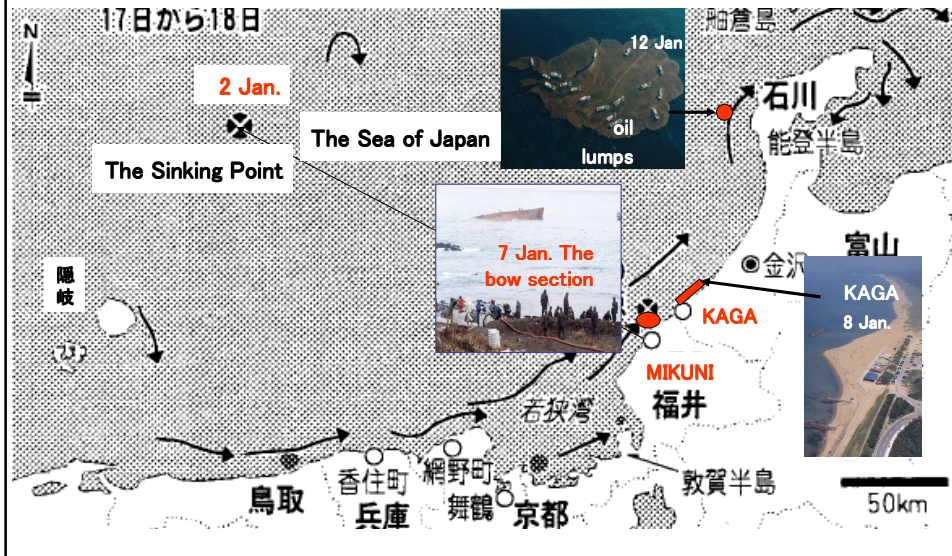 17日から18日
N
舳倉島
2 Jan.
12 Jan
石川
The Sea of Japan
oil
lumps
能登半島
The Sinking Point
7 Jan. The
bow section
富山
金沢
隠
岐
KAGA
8 Jan.
KAGA
MIKUNI
福井
若狭湾
香住町
網野町
敦賀半島
鳥取
兵庫
舞鶴
京都
50km